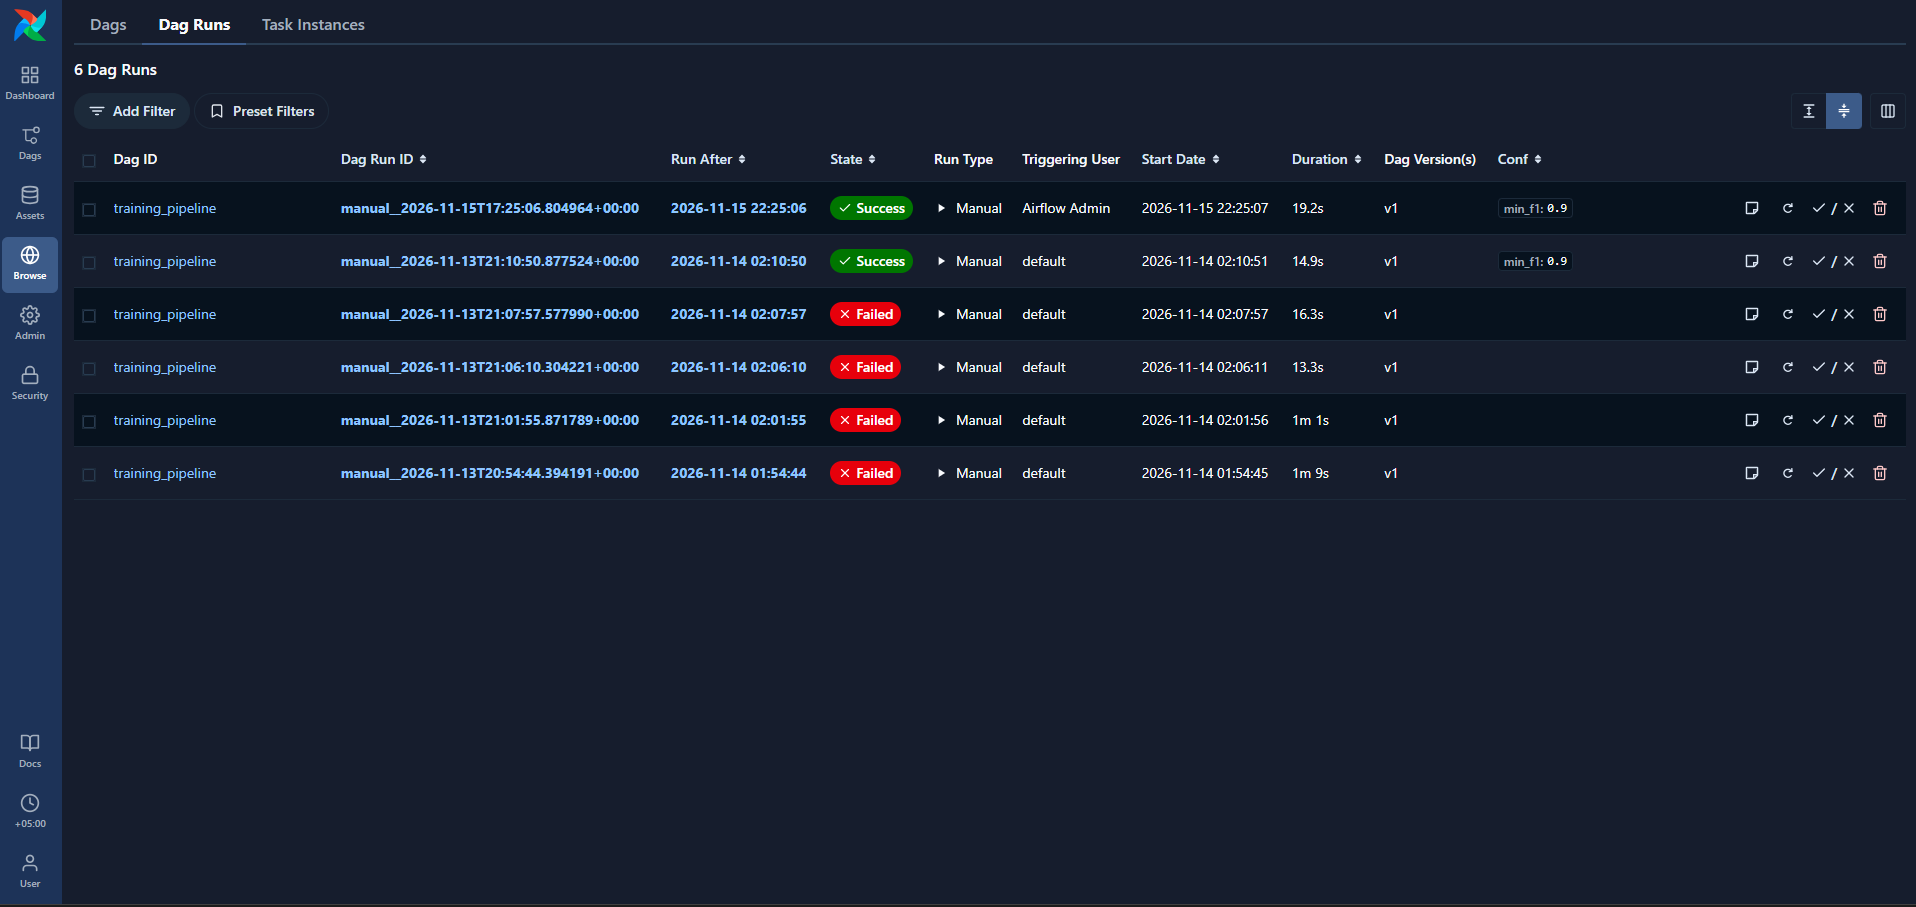 Dags Dag Runs Task Instances
6 Dag Runs
Add Filter Preset Filters
Dag ID Dag Run ID Run After State Run Type Triggering User Start Date Duration Dag Version(s) Conf
training_pipeline manual__2026-11-15T17:25:06.804964+00:00 2026-11-15 22:25:06 Success Manual Airflow Admin 2026-11-15 22:25:07 19.2s v1 min_f1: 0.9 /
training_pipeline manual__2026-11-13T21:10:50.877524+00:00 2026-11-14 02:10:50 Success Manual default 2026-11-14 02:10:51 14.9s v1 min_f1: 0.9 /
training_pipeline manual__2026-11-13T21:07:57.577990+00:00 2026-11-14 02:07:57 Failed Manual default 2026-11-14 02:07:57 16.3s v1 /
training_pipeline manual__2026-11-13T21:06:10.304221+00:00 2026-11-14 02:06:10 Failed Manual default 2026-11-14 02:06:11 13.3s v1 /
training_pipeline manual__2026-11-13T21:01:55.871789+00:00 2026-11-14 02:01:55 Failed Manual default 2026-11-14 02:01:56 1m 1s v1 /
training_pipeline manual__2026-11-13T20:54:44.394191+00:00 2026-11-14 01:54:44 Failed Manual default 2026-11-14 01:54:45 1m 9s v1 /
Dashboard
Dags
Assets
Browse
Admin
Security
Docs
+05:00
User